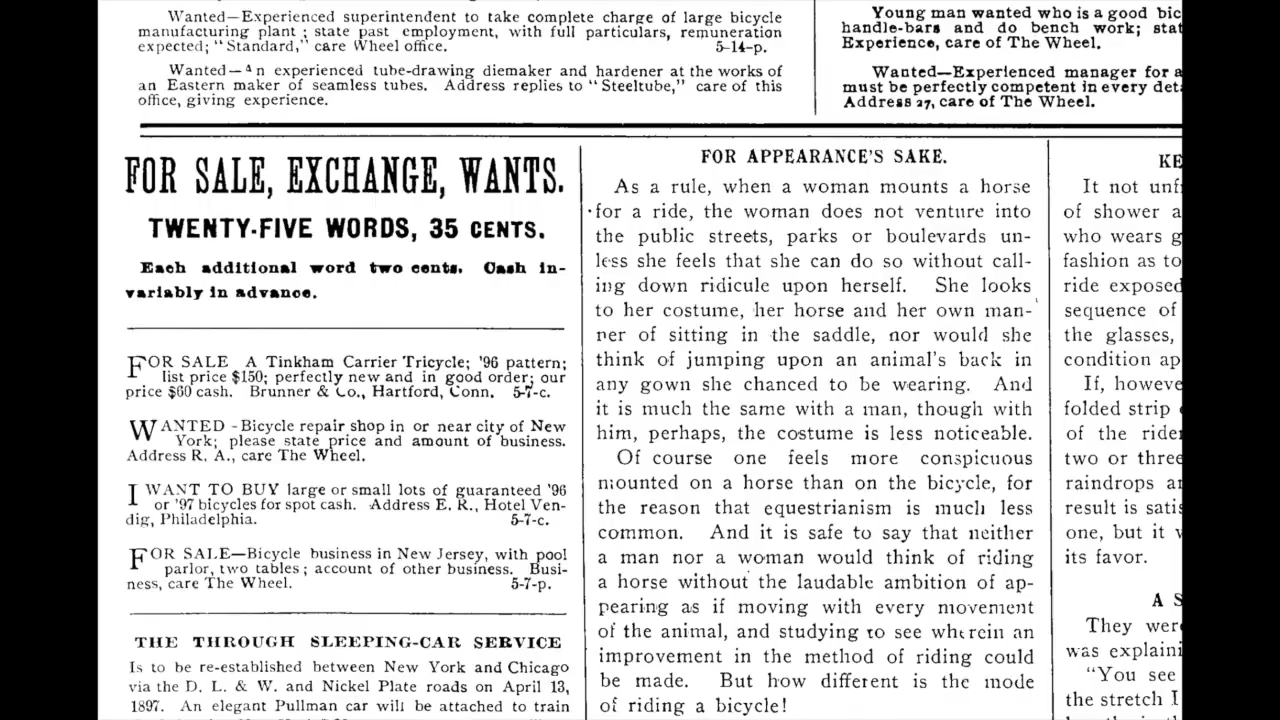 Wanted—Experienced superintendent to take complete charge of large bicycle
manufacturing plant ; state past employment, with full particulars, remuneration
expected; "Standard," care Wheel office. 5-14-p.
Wanted—An experienced tube-drawing diemaker and hardener at the works of
an Eastern maker of seamless tubes. Address replies to "Steeltube," care of this
office, giving experience.
Young man wanted who is a good bic
handle-bars and do bench work; stat
Experience, care of The Wheel.
Wanted—Experienced manager for a
must be perfectly competent in every det
Address 27, care of The Wheel.
FOR SALE, EXCHANGE, WANTS.
TWENTY-FIVE WORDS, 35 CENTS.
Each additional word two cents. Cash in-
variably in advance.
FOR SALE A Tinkham Carrier Tricycle; '96 pattern;
list price $150; perfectly new and in good order; our
price $60 cash. Brunner & Co., Hartford, Conn. 5-7-c.
WANTED -Bicycle repair shop in or near city of New
York; please state price and amount of business.
Address R. A., care The Wheel.
I WANT TO BUY large or small lots of guaranteed '96
or '97 bicycles for spot cash. Address E. R., Hotel Ven-
dig, Philadelphia. 5-7-c.
FOR SALE—Bicycle business in New Jersey, with pool
parlor, two tables ; account of other business. Busi-
ness, care The Wheel. 5-7-p.
THE THROUGH SLEEPING-CAR SERVICE
Is to be re-established between New York and Chicago
via the D. L. & W. and Nickel Plate roads on April 13,
1897. An elegant Pullman car will be attached to train
FOR APPEARANCE'S SAKE.
As a rule, when a woman mounts a horse
for a ride, the woman does not venture into
the public streets, parks or boulevards un-
less she feels that she can do so without call-
ing down ridicule upon herself. She looks
to her costume, her horse and her own man-
ner of sitting in the saddle, nor would she
think of jumping upon an animal's back in
any gown she chanced to be wearing. And
it is much the same with a man, though with
him, perhaps, the costume is less noticeable.
Of course one feels more conspicuous
mounted on a horse than on the bicycle, for
the reason that equestrianism is much less
common. And it is safe to say that neither
a man nor a woman would think of riding
a horse without the laudable ambition of ap-
pearing as if moving with every movement
of the animal, and studying to see wherein an
improvement in the method of riding could
be made. But how different is the mode
of riding a bicycle!
KE
It not unf
of shower a
who wears g
fashion as to
ride exposed
sequence of
the glasses,
condition ap
If, howeve
folded strip
of the rider
two or three
raindrops a
result is satis
one, but it w
its favor.
A S
They wer
was explaini
"You see
the stretch I